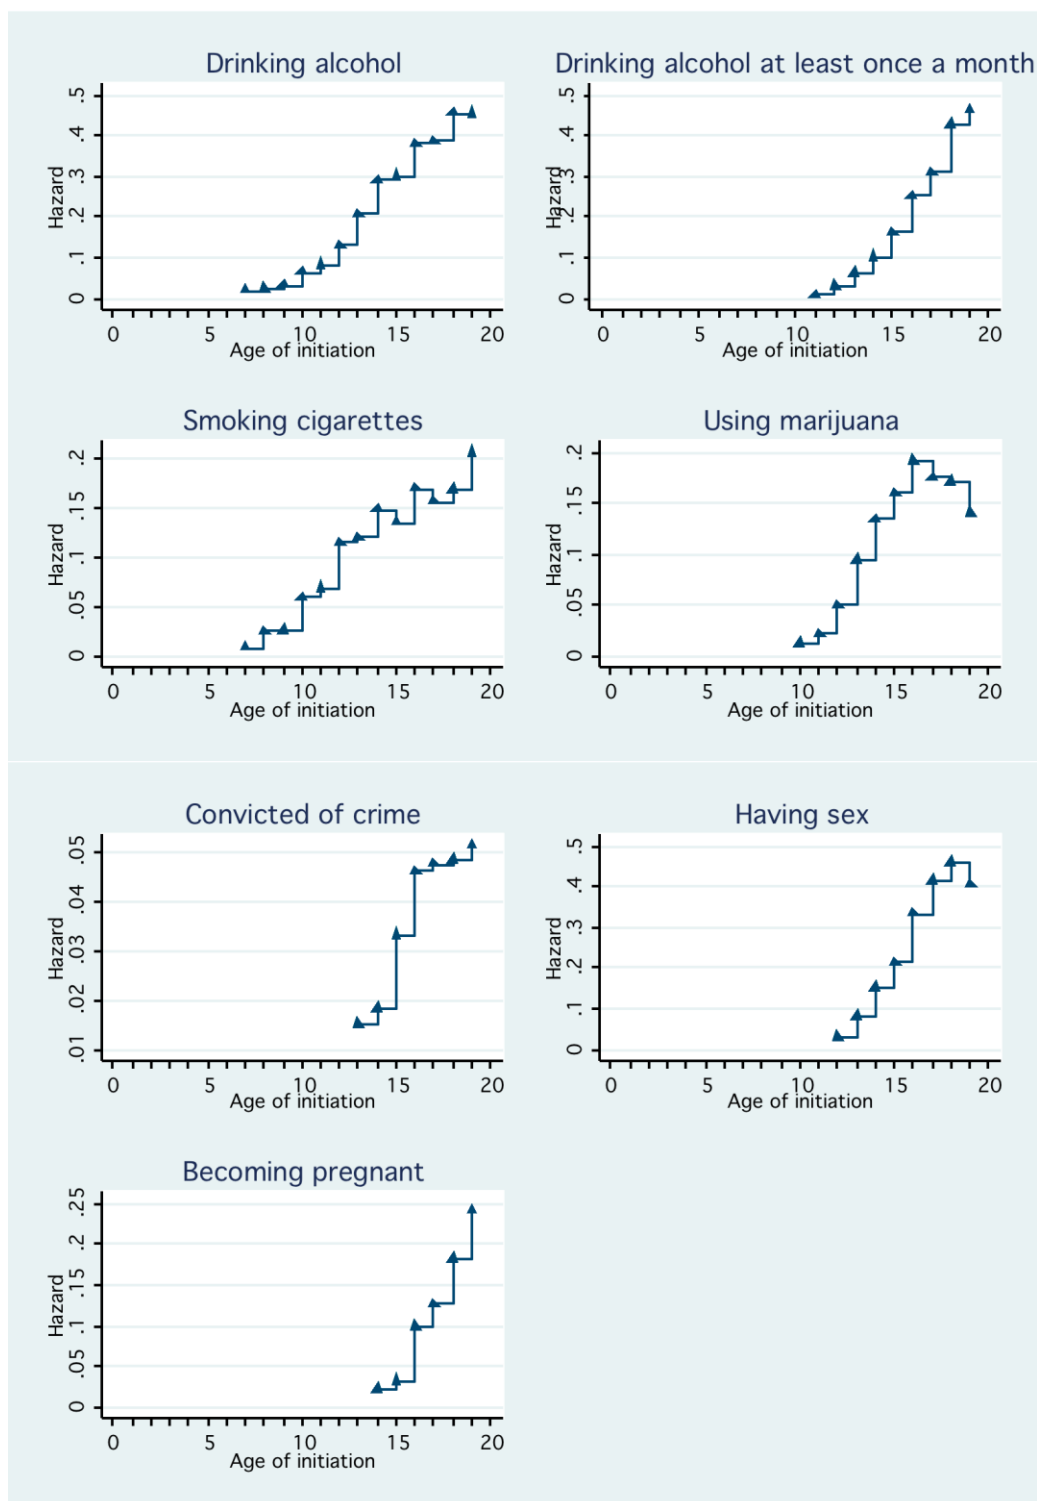 Drinking alcohol
Hazard
0 .1 .2 .3 .4 .5
0 5 10 15 20
Age of initiation
Drinking alcohol at least once a month
Hazard
0 .1 .2 .3 .4 .5
0 5 10 15 20
Age of initiation
Smoking cigarettes
Hazard
0 .05 .1 .15 .2
0 5 10 15 20
Age of initiation
Using marijuana
Hazard
0 .05 .1 .15 .2
0 5 10 15 20
Age of initiation
Convicted of crime
Hazard
.01 .02 .03 .04 .05
0 5 10 15 20
Age of initiation
Having sex
Hazard
0 .1 .2 .3 .4 .5
0 5 10 15 20
Age of initiation
Becoming pregnant
Hazard
0 .05 .1 .15 .2 .25
0 5 10 15 20
Age of initiation